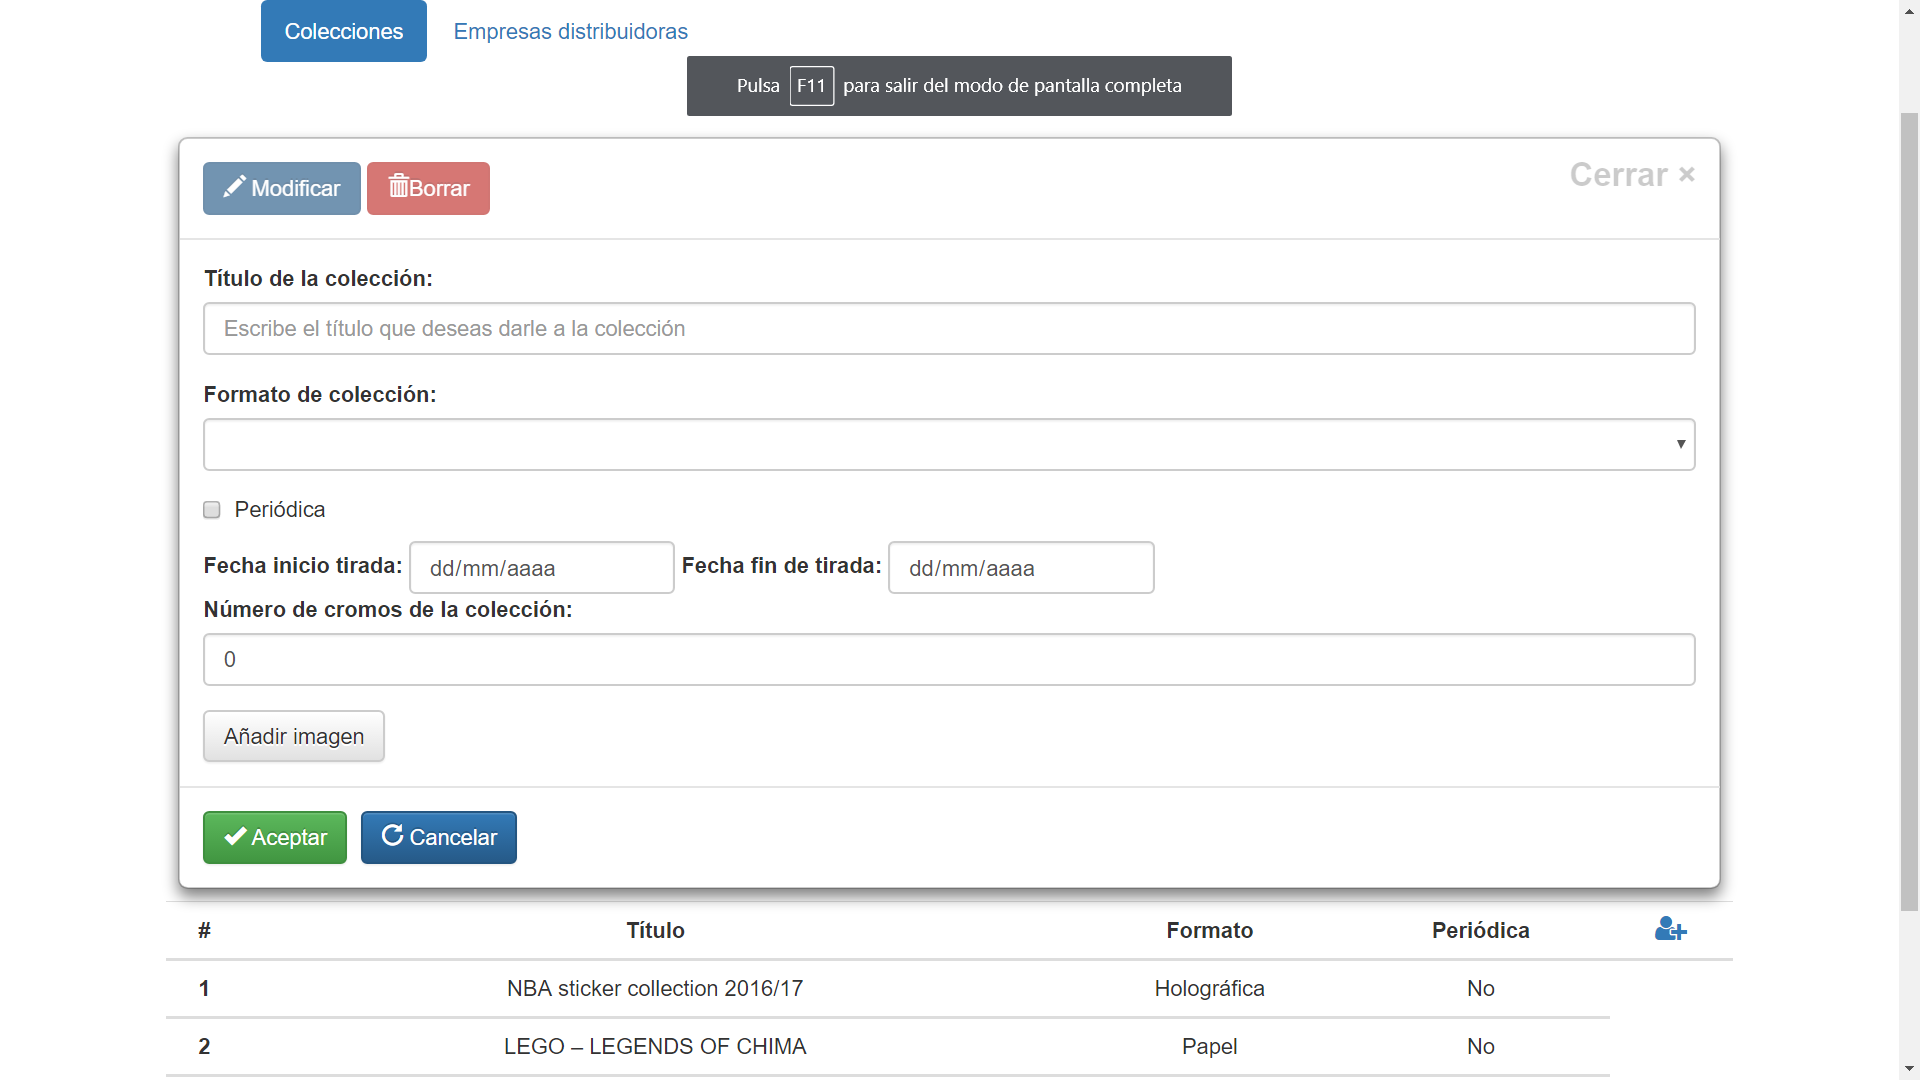 Colecciones Empresas distribuidoras
Pulsa F11 para salir del modo de pantalla completa
Modificar Borrar Cerrar ×
Título de la colección:
Escribe el título que deseas darle a la colección
Formato de colección:
Periódica
Fecha inicio tirada: dd/mm/aaaa Fecha fin de tirada: dd/mm/aaaa
Número de cromos de la colección:
0
Añadir imagen
Aceptar Cancelar
# Título Formato Periódica
1 NBA sticker collection 2016/17 Holográfica No
2 LEGO – LEGENDS OF CHIMA Papel No